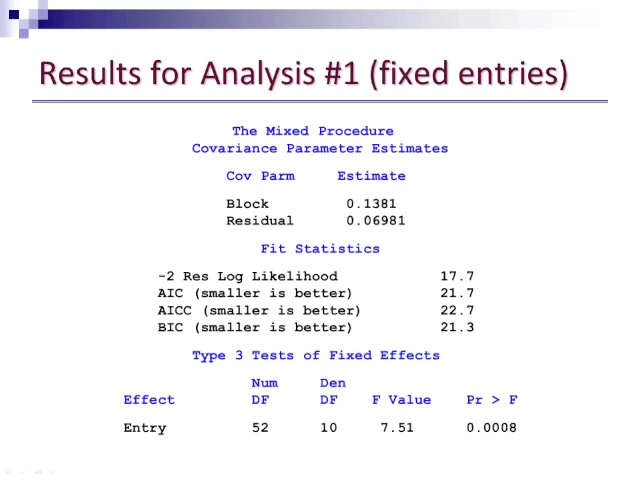 Results for Analysis #1 (fixed entries)
The Mixed Procedure
Covariance Parameter Estimates
Cov Parm Estimate
Block 0.1381
Residual 0.06981
Fit Statistics
-2 Res Log Likelihood 17.7
AIC (smaller is better) 21.7
AICC (smaller is better) 22.7
BIC (smaller is better) 21.3
Type 3 Tests of Fixed Effects
Num Den
Effect DF DF F Value Pr > F
Entry 52 10 7.51 0.0008